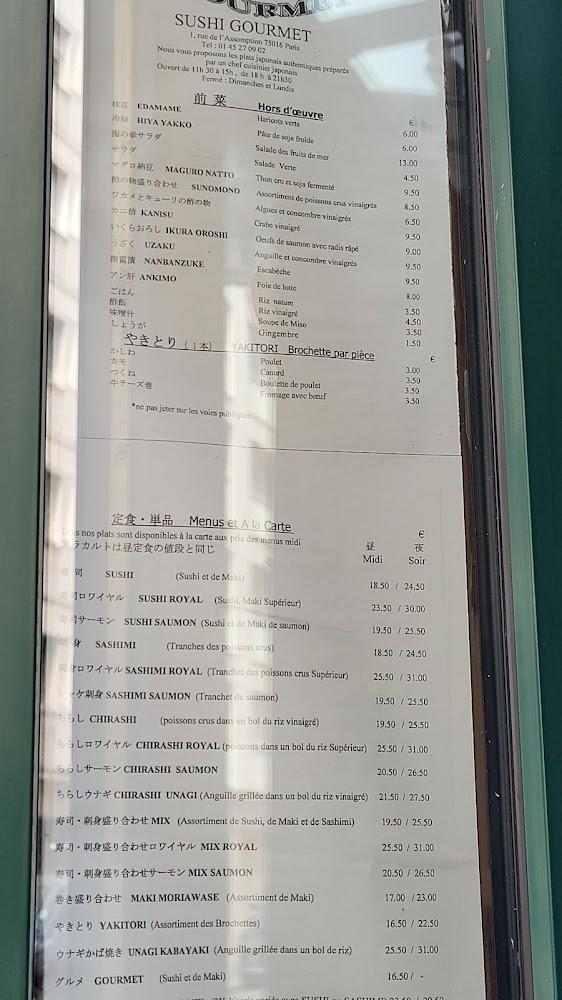 GOURMET
SUSHI GOURMET
1, rue de l'Assomption 75016 Paris
Tel : 01 45 27 09 02
Nous vous proposons les plats japonais authentiques préparés
par un chef cuisinier japonais
Ouvert de 11h 30 à 15h , de 18 h à 21h30
Fermé : Dimanches et Lundis
前 菜 Hors d'œuvre €
枝豆 EDAMAME Haricots verts 6.00
冷奴 HIYA YAKKO Pâte de soja froide 6.00
海の幸サラダ Salade des fruits de mer 13.00
サラダ Salade Verte 4.50
マグロ納豆 MAGURO NATTO Thon cru et soja fermenté 9.50
酢の物盛り合わせ SUNOMONO Assortiment de poissons crus vinaigrés 8.50
ワカメとキューリの酢の物 Algues et concombre vinaigrés 6.50
カニ酢 KANISU Crabe vinaigré 9.50
いくらおろし IKURA OROSHI Oeufs de saumon avec radis râpé 9.00
うざく UZAKU Anguille et concombre vinaigrés 9.50
南蛮漬 NANBANZUKE Escabèche 9.50
アン肝 ANKIMO Foie de lotte 8.00
ごはん Riz nature 3.50
酢飯 Riz vinaigré 4.50
味噌汁 Soupe de Miso 3.50
しょうが Gingembre 1.50
やきとり (1本) YAKITORI Brochette par pièce €
かしわ Poulet 3.00
カモ Canard 3.50
つくね Boulette de poulet 3.50
牛チーズ巻 Fromage avec bœuf 3.50
*ne pas jeter sur les voies publiques
定食・単品 Menus et A la Carte
Tous nos plats sont disponibles à la carte aux prix des menus midi €
アラカルトは昼定食の値段と同じ 昼 夜
Midi Soir
寿司 SUSHI (Sushi et de Maki) 18.50 / 24.50
寿司ロワイヤル SUSHI ROYAL (Sushi, Maki Supérieur) 23.50 / 30.00
寿司サーモン SUSHI SAUMON (Sushi et de Maki de saumon) 19.50 / 25.50
刺身 SASHIMI (Tranches des poissons crus) 18.50 / 24.50
刺身ロワイヤル SASHIMI ROYAL (Tranchet des poissons crus Supérieur) 25.50 / 31.00
シャケ刺身 SASHIMI SAUMON (Tranchet de saumon) 19.50 / 25.50
ちらし CHIRASHI (poissons crus dans un bol du riz vinaigré) 19.50 / 25.50
ちらしロワイヤル CHIRASHI ROYAL (poissons dans un bol du riz Supérieur) 25.50 / 31.00
ちらしサーモン CHIRASHI SAUMON 20.50 / 26.50
ちらしウナギ CHIRASHI UNAGI (Anguille grillée dans un bol du riz vinaigré) 21.50 / 27.50
寿司・刺身盛り合わせ MIX (Assortiment de Sushi, de Maki et de Sashimi) 19.50 / 25.50
寿司・刺身盛り合わせロワイヤル MIX ROYAL 25.50 / 31.00
寿司・刺身盛り合わせサーモン MIX SAUMON 20.50 / 26.50
巻き盛り合わせ MAKI MORIAWASE (Assortiment de Maki) 17.00 / 23.00
やきとり YAKITORI (Assortiment des Brochettes) 16.50 / 22.50
ウナギかば焼き UNAGI KABAYAKI (Anguille grillée dans un bol de riz) 25.50 / 31.00
グルメ GOURMET (Sushi et de Maki) 16.50 / -